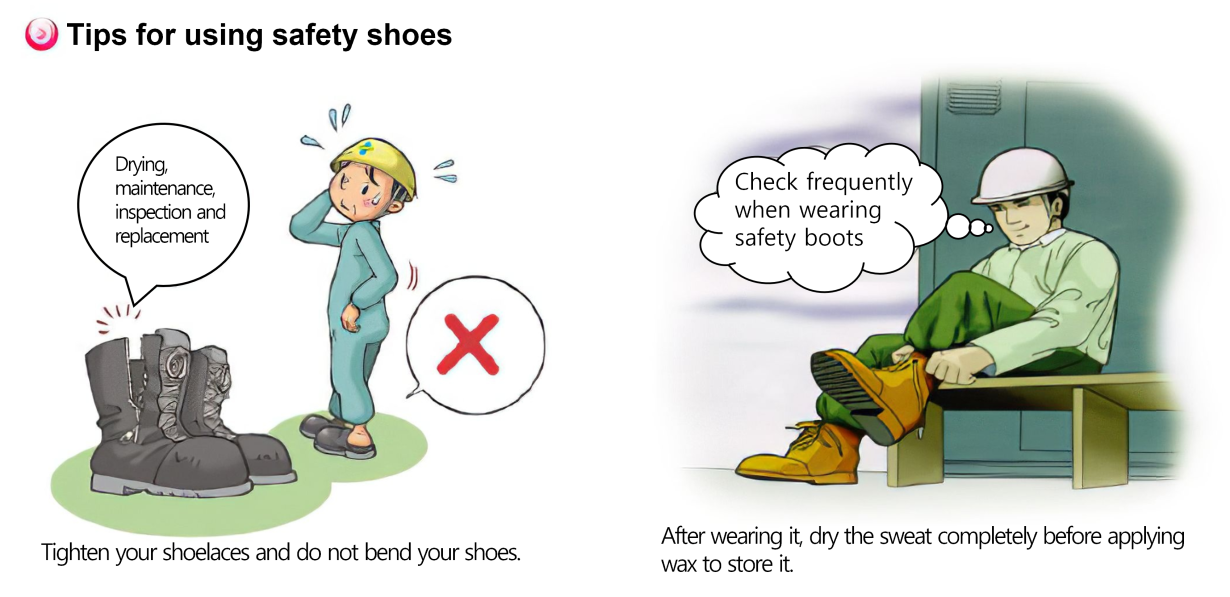 Tips for using safety shoes
Drying,
maintenance,
inspection and
replacement
Tighten your shoelaces and do not bend your shoes.
Check frequently
when wearing
safety boots
After wearing it, dry the sweat completely before applying
wax to store it.